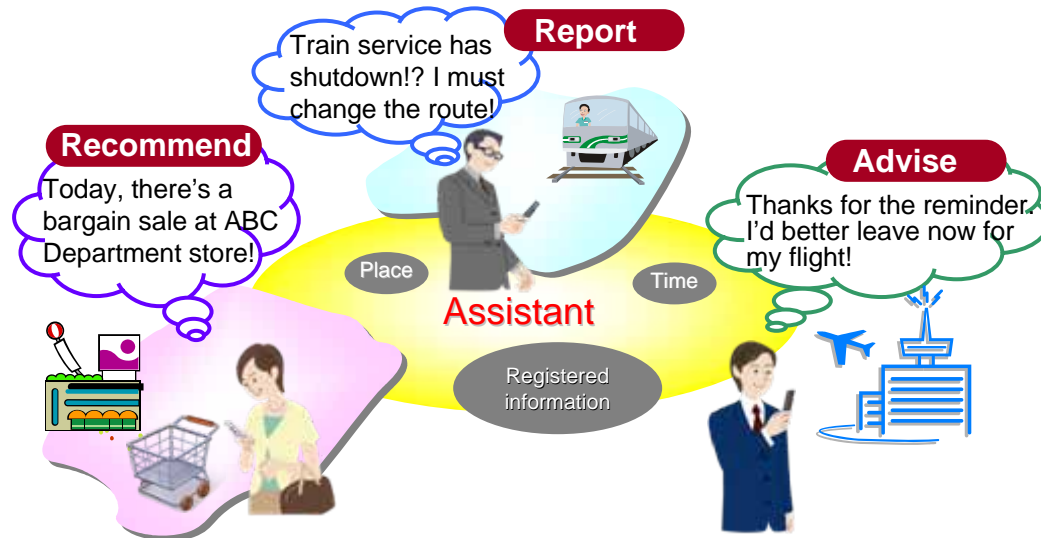 Report
Train service has
shutdown!? I must
change the route!
Recommend
Today, there's a
bargain sale at ABC
Department store!
Advise
Thanks for the reminder.
I'd better leave now for
my flight!
Place
Time
Assistant
Registered
information